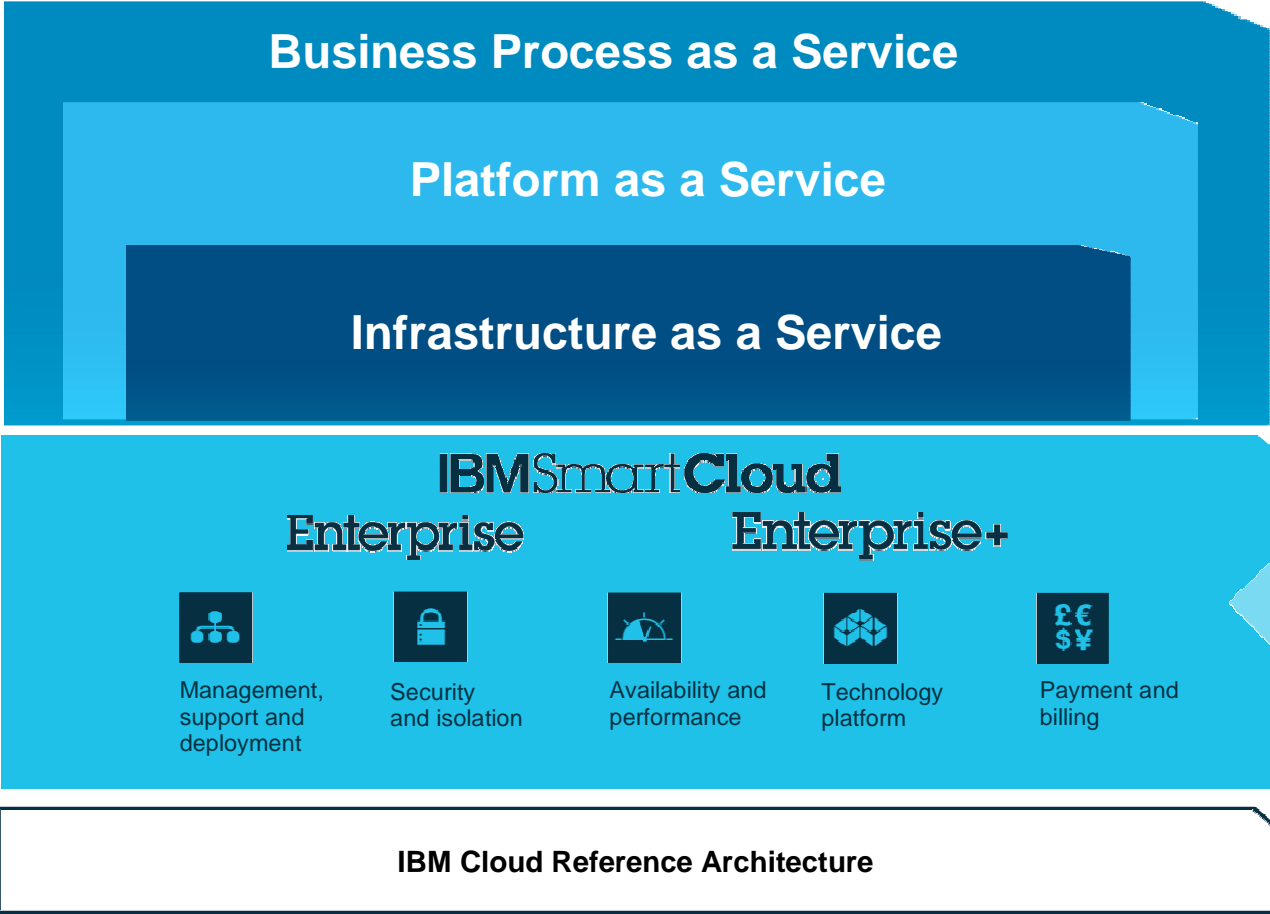 Business Process as a Service
Platform as a Service
Infrastructure as a Service
IBMSmartCloud
Enterprise
Enterprise+
£€
$¥
Management,
support and
deployment
Security
and isolation
Availability and
performance
Technology
platform
Payment and
billing
IBM Cloud Reference Architecture